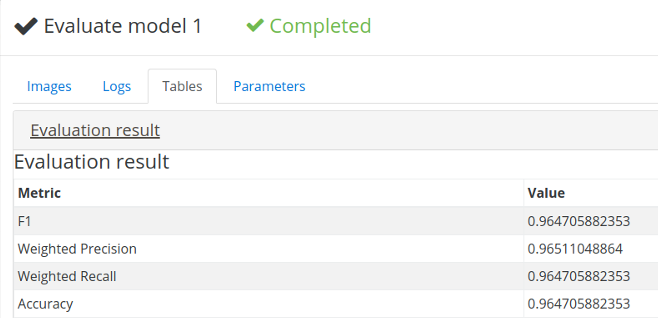 Evaluate model 1 Completed
Images Logs Tables Parameters
Evaluation result
Evaluation result
Metric Value
F1 0.964705882353
Weighted Precision 0.96511048864
Weighted Recall 0.964705882353
Accuracy 0.964705882353